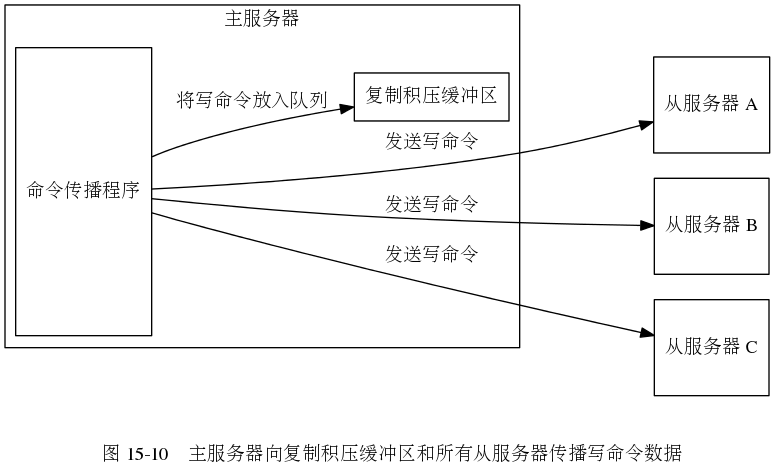 主服务器
将写命令放入队列
复制积压缓冲区
从服务器 A
发送写命令
命令传播程序
发送写命令
从服务器 B
发送写命令
从服务器 C
图 15-10 主服务器向复制积压缓冲区和所有从服务器传播写命令数据